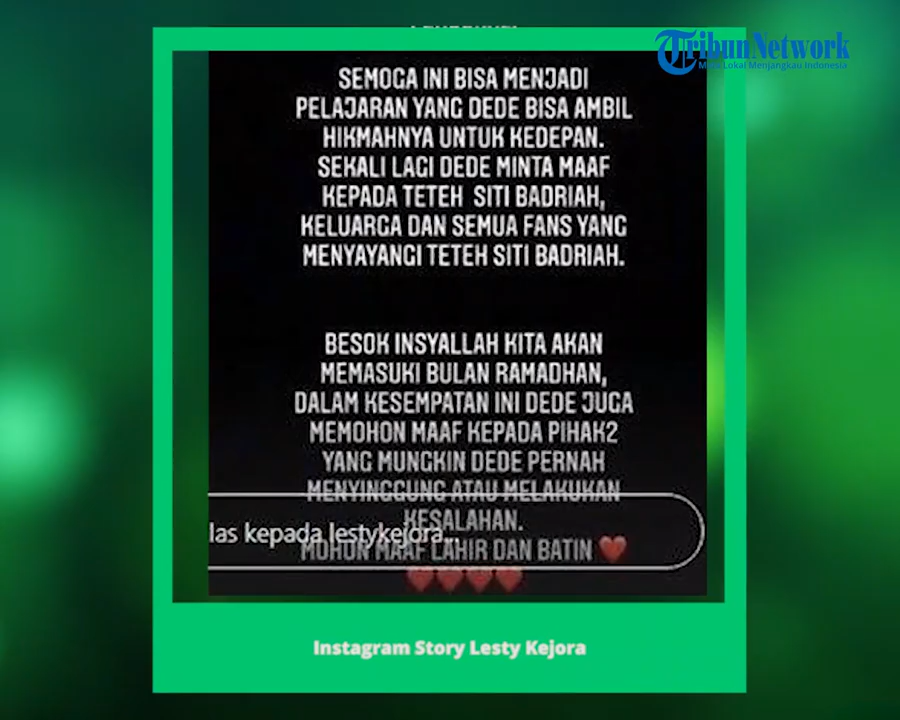 TribunNetwork
Mata Lokal Menjangkau Indonesia
SEMOGA INI BISA MENJADI
PELAJARAN YANG DEDE BISA AMBIL
HIKMAHNYA UNTUK KEDEPAN.
SEKALI LAGI DEDE MINTA MAAF
KEPADA TETEH SITI BADRIAH,
KELUARGA DAN SEMUA FANS YANG
MENYAYANGI TETEH SITI BADRIAH.
BESOK INSYALLAH KITA AKAN
MEMASUKI BULAN RAMADHAN,
DALAM KESEMPATAN INI DEDE JUGA
MEMOHON MAAF KEPADA PIHAK2
YANG MUNGKIN DEDE PERNAH
MENYINGGUNG ATAU MELAKUKAN
KESALAHAN.
las kepada lestykejora...
MOHON MAAF LAHIR DAN BATIN ❤️
❤️❤️❤️❤️
Instagram Story Lesty Kejora